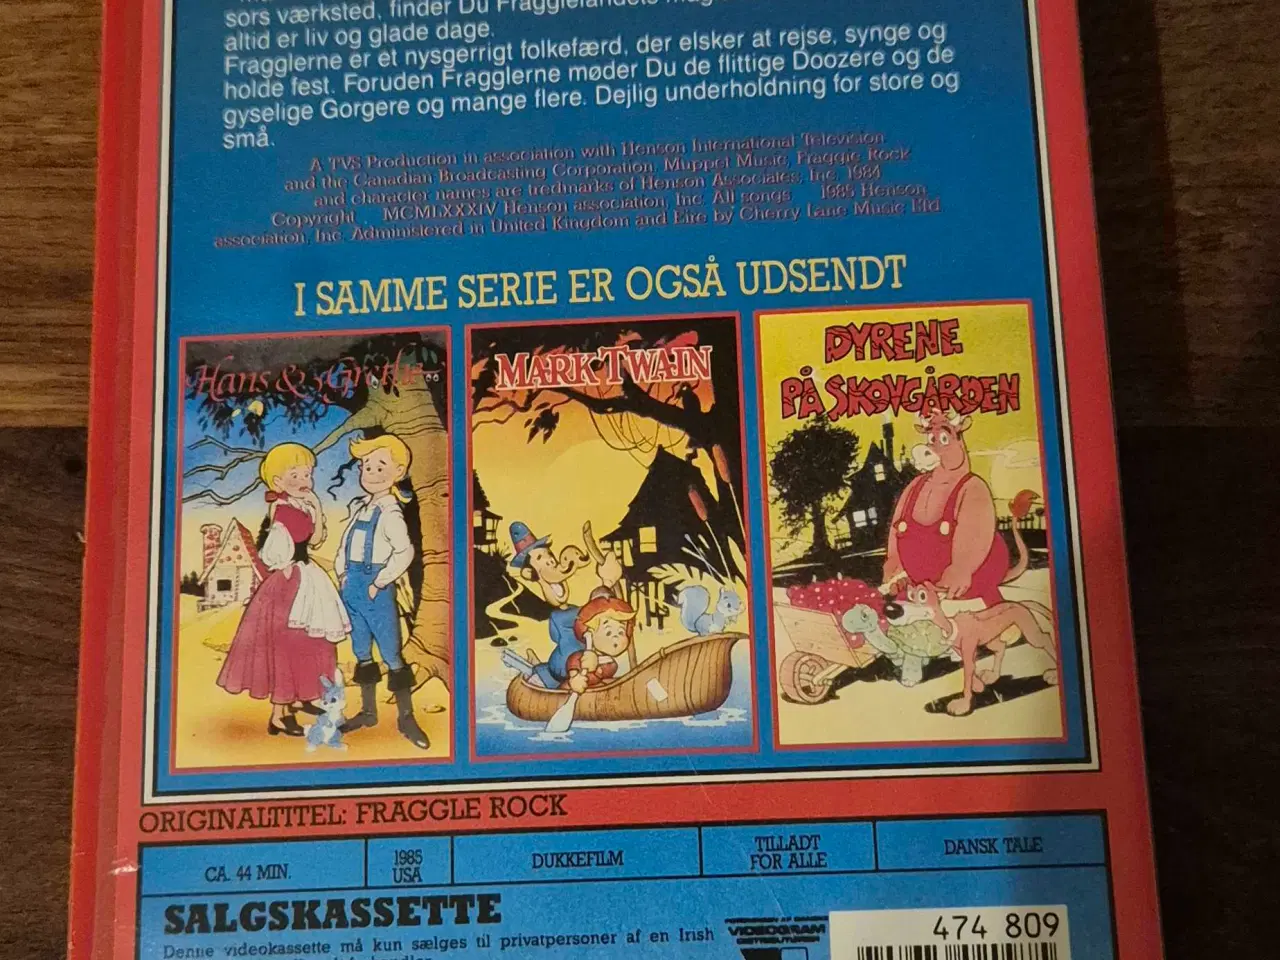 sors værksted, finder Du Fragglelandets
altid er liv og glade dage.
Fragglerne er et nysgerrigt folkefærd, der elsker at rejse, synge og
holde fest. Foruden Fragglerne møder Du de flittige Doozere og de
gyselige Gorgere og mange flere. Dejlig underholdning for store og
små.
A TVS Production in association with Henson International Television
and the Canadian Broadcasting Corporation, Muppet Music, Fraggle Rock
and character names are tredmarks of Henson Associates, Inc. 1984
Copyright MCMLXXXIV Henson association, Inc. All songs 1985 Henson
association, Inc. Administered in United Kingdom and Eire by Cherry Lane Music Ltd
I SAMME SERIE ER OGSÅ UDSENDT
Hans & Grethe
MARK TWAIN
DYRENE
PÅ SKOVGÅRDEN
ORIGINALTITEL: FRAGGLE ROCK
CA. 44 MIN.
1985
USA
DUKKEFILM
TILLADT
FOR ALLE
DANSK TALE
SALGSKASSETTE
Denne videokassette må kun sælges til privatpersoner af en Irish
VIDEOGRAM
474 809